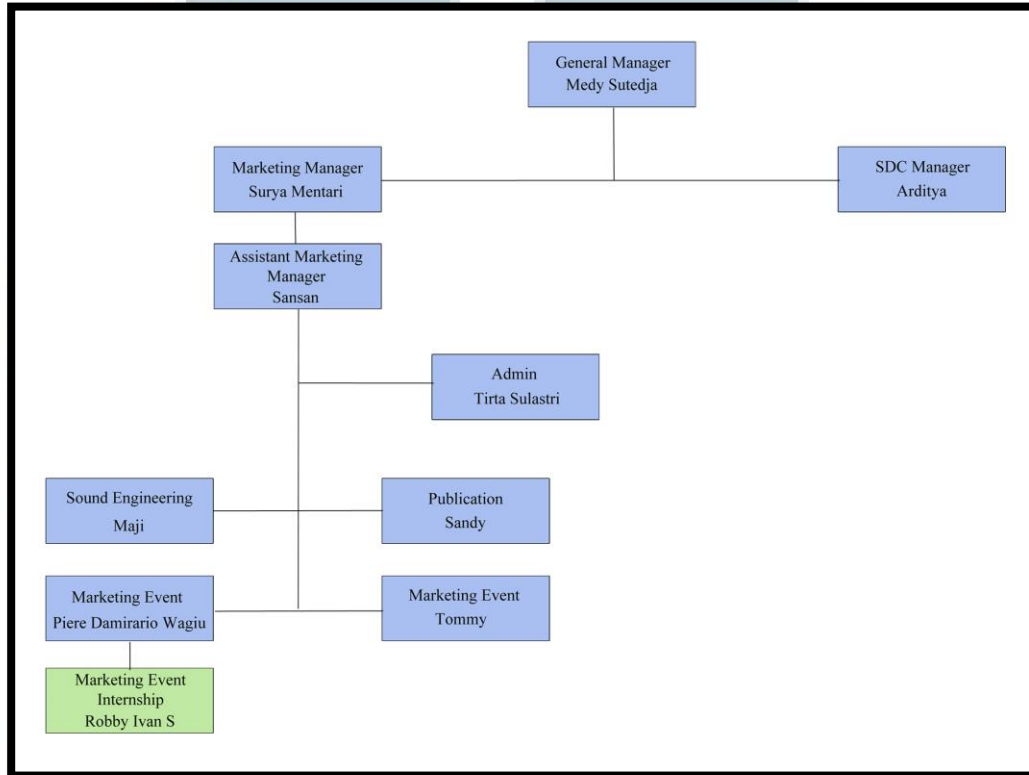 General Manager
Medy Sutedja
Marketing Manager
Surya Mentari
SDC Manager
Arditya
Assistant Marketing
Manager
Sansan
Admin
Tirta Sulastri
Sound Engineering
Maji
Publication
Sandy
Marketing Event
Piere Damirario Wagiu
Marketing Event
Tommy
Marketing Event
Internship
Robby Ivan S